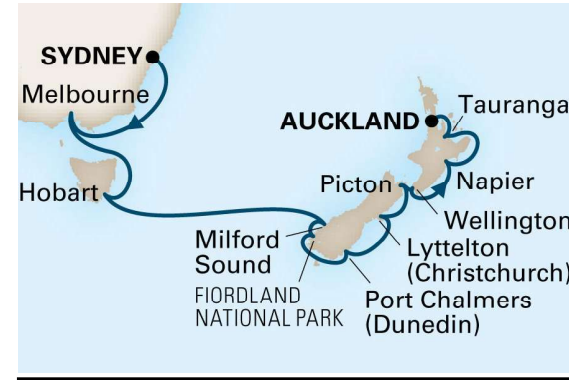 SYDNEY
Melbourne
Hobart
AUCKLAND
Tauranga
Napier
Picton
Wellington
Lyttelton
(Christchurch)
Port Chalmers
(Dunedin)
Milford
Sound
FIORDLAND
NATIONAL PARK